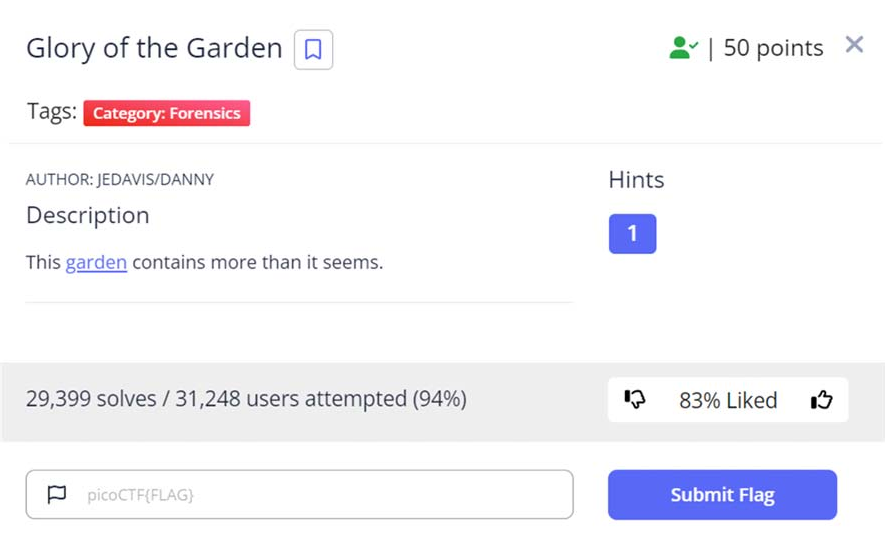 Glory of the Garden
| 50 points
Tags: Category: Forensics
AUTHOR: JEDAVIS/DANNY
Description
This garden contains more than it seems.
Hints
1
29,399 solves / 31,248 users attempted (94%)
83% Liked
picoCTF{FLAG}
Submit Flag